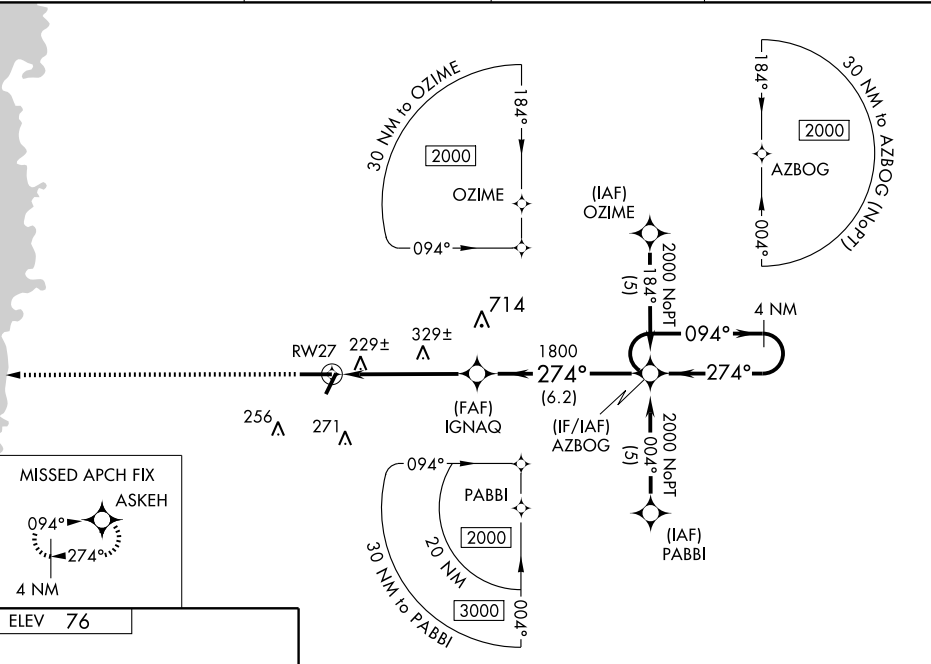 30 NM to OZIME
184°
2000
OZIME
094°
184°
30 NM to AZBOG (NoPT)
2000
AZBOG
004°
(IAF)
OZIME
2000 NoPT
184°
(5)
714
329±
229±
RW27
1800
274°
(6.2)
094°
4 NM
274°
(FAF)
IGNAQ
(IF/IAF)
AZBOG
256
271
2000 NoPT
004°
(5)
(IAF)
PABBI
094°
PABBI
2000
20 NM
3000
30 NM to PABBI
004°
MISSED APCH FIX
ASKEH
094°
274°
4 NM
ELEV 76